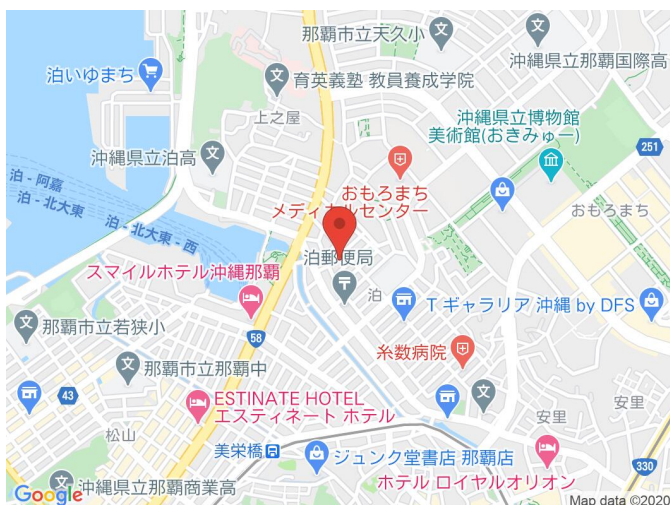 那覇市立天久小
沖縄県立那覇国際高
泊いゆまち
育英義塾 教員養成学院
上之屋
沖縄県立博物館
美術館(おきみゅー)
沖縄県立泊高
251
おもろまち
メディカルセンター
おもろまち
泊 - 阿嘉
泊 - 北大東
泊 - 北大東 - 西
泊郵便局
スマイルホテル沖縄那覇
泊
T ギャラリア 沖縄 by DFS
那覇市立若狭小
58
糸数病院
那覇市立那覇中
43
ESTINATE HOTEL
エスティネート ホテル
安里
安里
松山
美栄橋
ジュンク堂書店 那覇店
330
沖縄県立那覇商業高
ホテル ロイヤルオリオン
Google
Map data ©2020